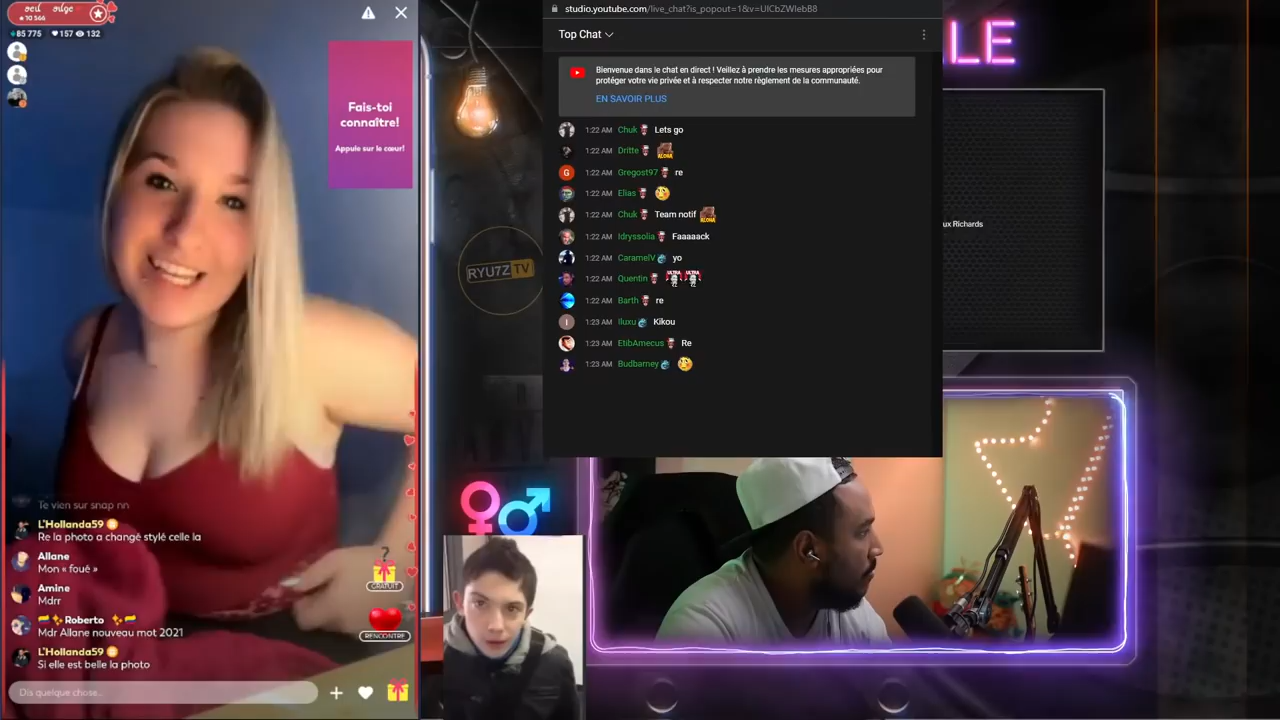 10 566
85 775
157
132
Fais-toi
connaître!
Appuie sur le cœur!
Te vien sur snap nn
L'Hollanda59
Re la photo a changé stylé celle la
Allane
Mon « foué »
Amine
Mdrr
Roberto
Mdr Allane nouveau mot 2021
L'Hollanda59
Si elle est belle la photo
?
GRATUIT
RENCONTRE
Dis quelque chose..
RYU7Z TV
studio.youtube.com/live_chat?is_popout=1&v=UICbZWIebB8
Top Chat
Bienvenue dans le chat en direct ! Veillez à prendre les mesures appropriées pour
protéger votre vie privée et à respecter notre règlement de la communauté.
EN SAVOIR PLUS
1:22 AM Chuk Lets go
1:22 AM Dritte ALOHA
G 1:22 AM Gregost97 re
1:22 AM Elias
1:22 AM Chuk Team notif ALOHA
1:22 AM Idryssolia Faaaaack
1:22 AM CaramelV yo
1:22 AM Quentin ULTRA ULTRA
1:22 AM Barth re
I 1:23 AM Iluxu Kikou
1:23 AM EtibAmecus Re
1:23 AM Budbarney
LE
ux Richards